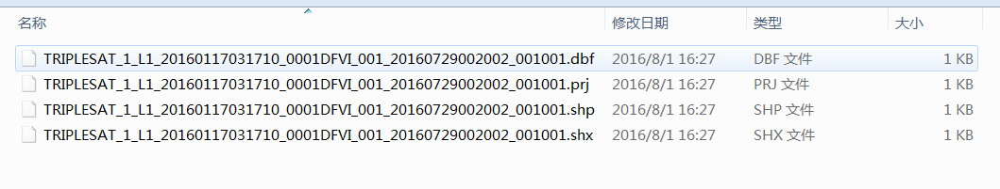 名称 修改日期 类型 大小
TRIPLESAT_1_L1_20160117031710_0001DFVI_001_20160729002002_001001.dbf 2016/8/1 16:27 DBF 文件 1 KB
TRIPLESAT_1_L1_20160117031710_0001DFVI_001_20160729002002_001001.prj 2016/8/1 16:27 PRJ 文件 1 KB
TRIPLESAT_1_L1_20160117031710_0001DFVI_001_20160729002002_001001.shp 2016/8/1 16:27 SHP 文件 1 KB
TRIPLESAT_1_L1_20160117031710_0001DFVI_001_20160729002002_001001.shx 2016/8/1 16:27 SHX 文件 1 KB